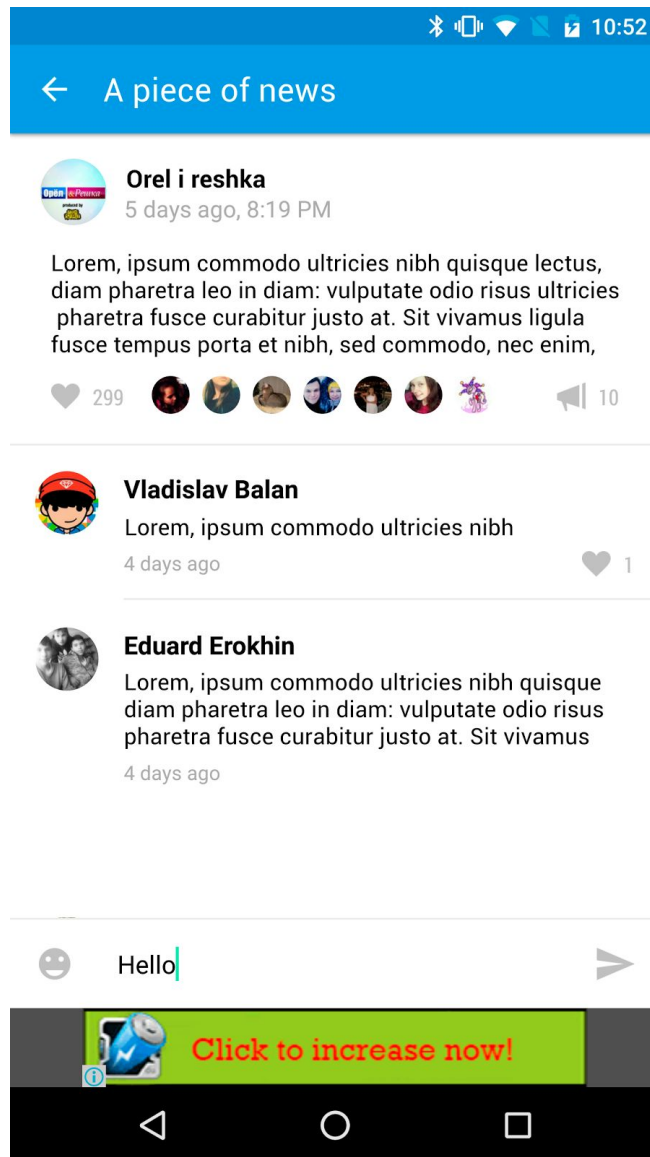 10:52
A piece of news
Орёл и Решка
Orel i reshka
5 days ago, 8:19 PM
Lorem, ipsum commodo ultricies nibh quisque lectus,
diam pharetra leo in diam: vulputate odio risus ultricies
pharetra fusce curabitur justo at. Sit vivamus ligula
fusce tempus porta et nibh, sed commodo, nec enim,
299
10
Vladislav Balan
Lorem, ipsum commodo ultricies nibh
4 days ago
1
Eduard Erokhin
Lorem, ipsum commodo ultricies nibh quisque
diam pharetra leo in diam: vulputate odio risus
pharetra fusce curabitur justo at. Sit vivamus
4 days ago
Hello
Click to increase now!